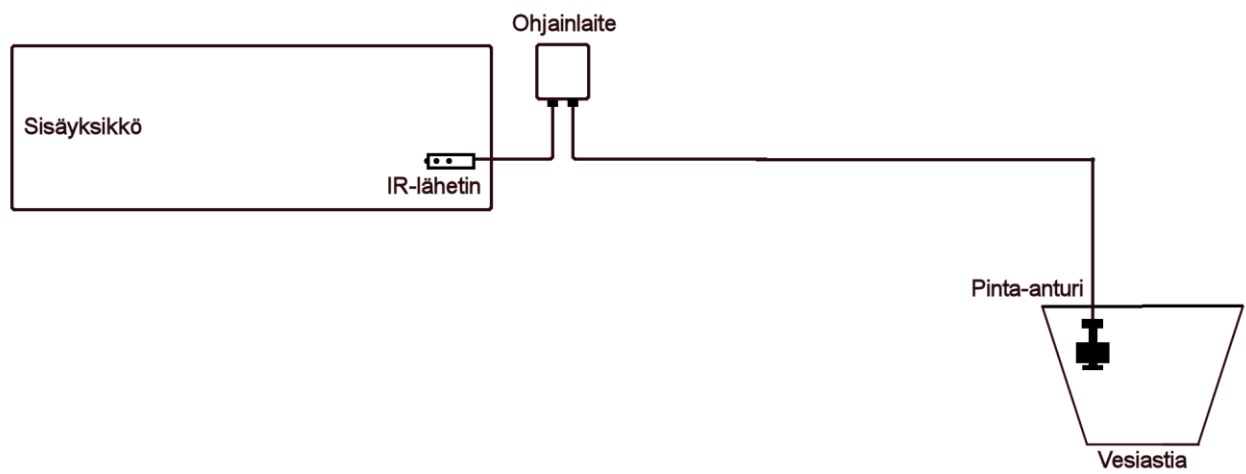 Ohjainlaite
Sisäyksikkö
IR-lähetin
Pinta-anturi
Vesiastia